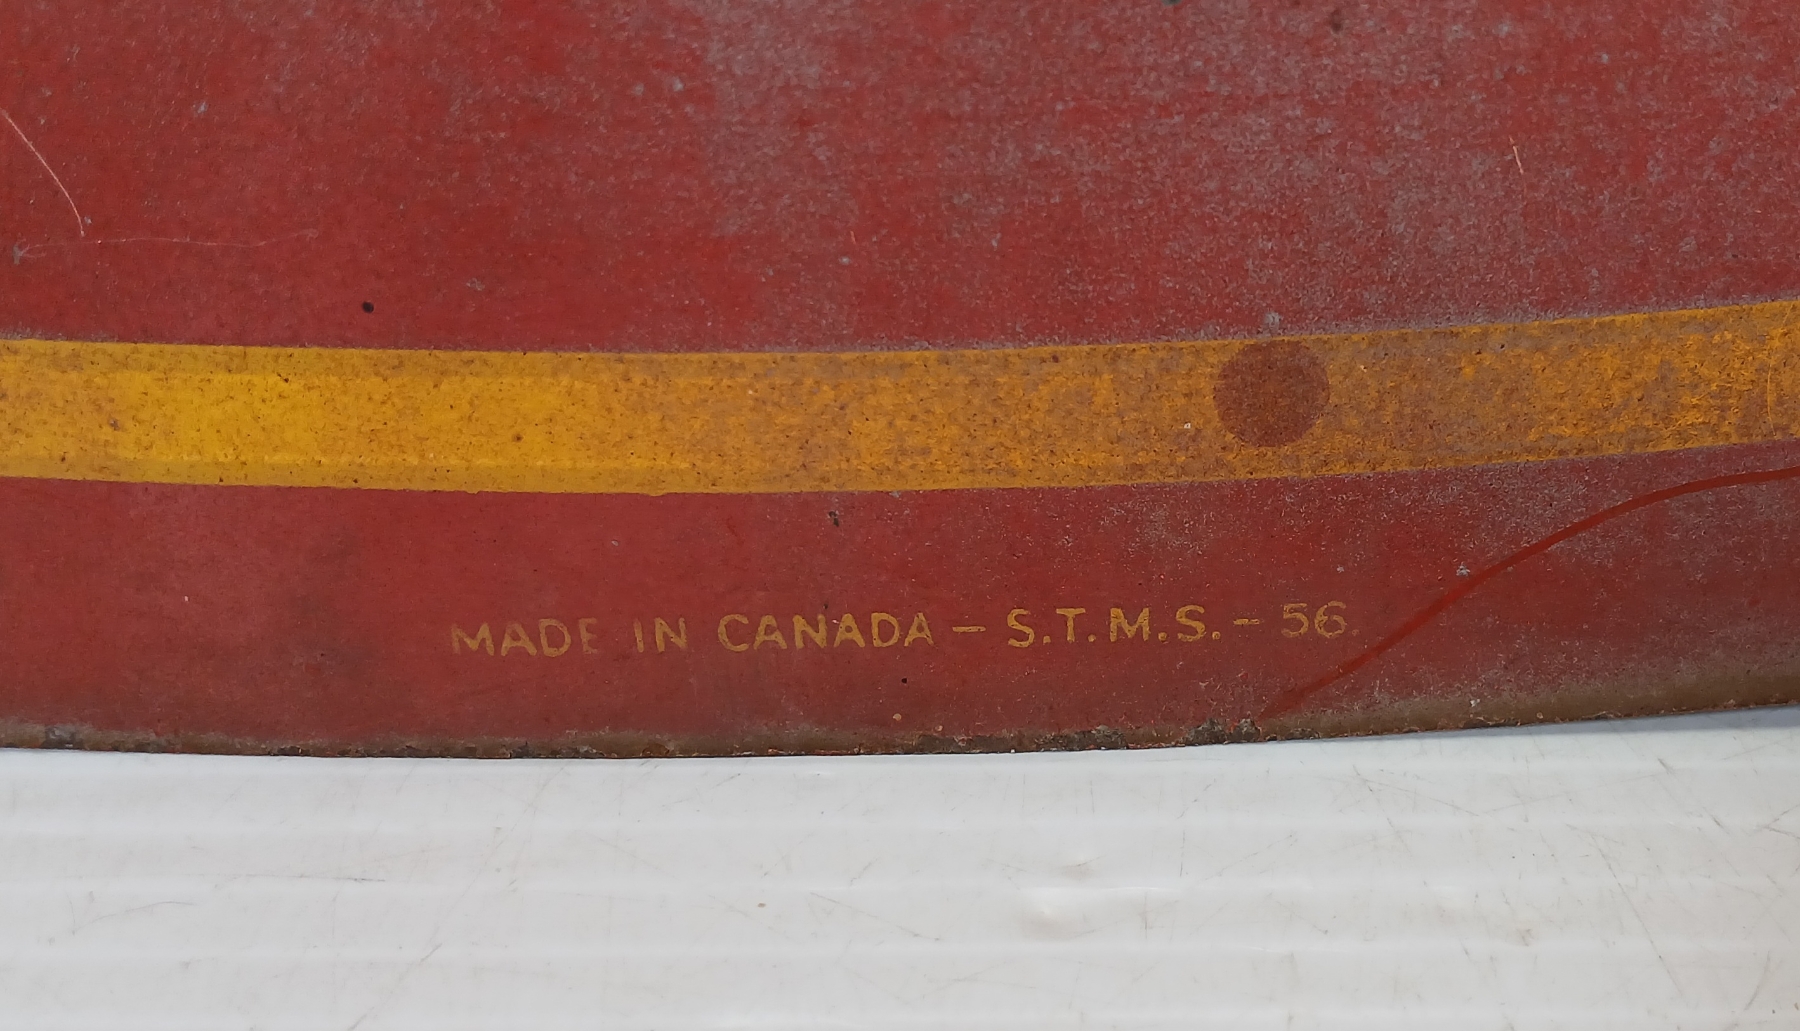 MADE IN CANADA – S.T.M.S. – 56.